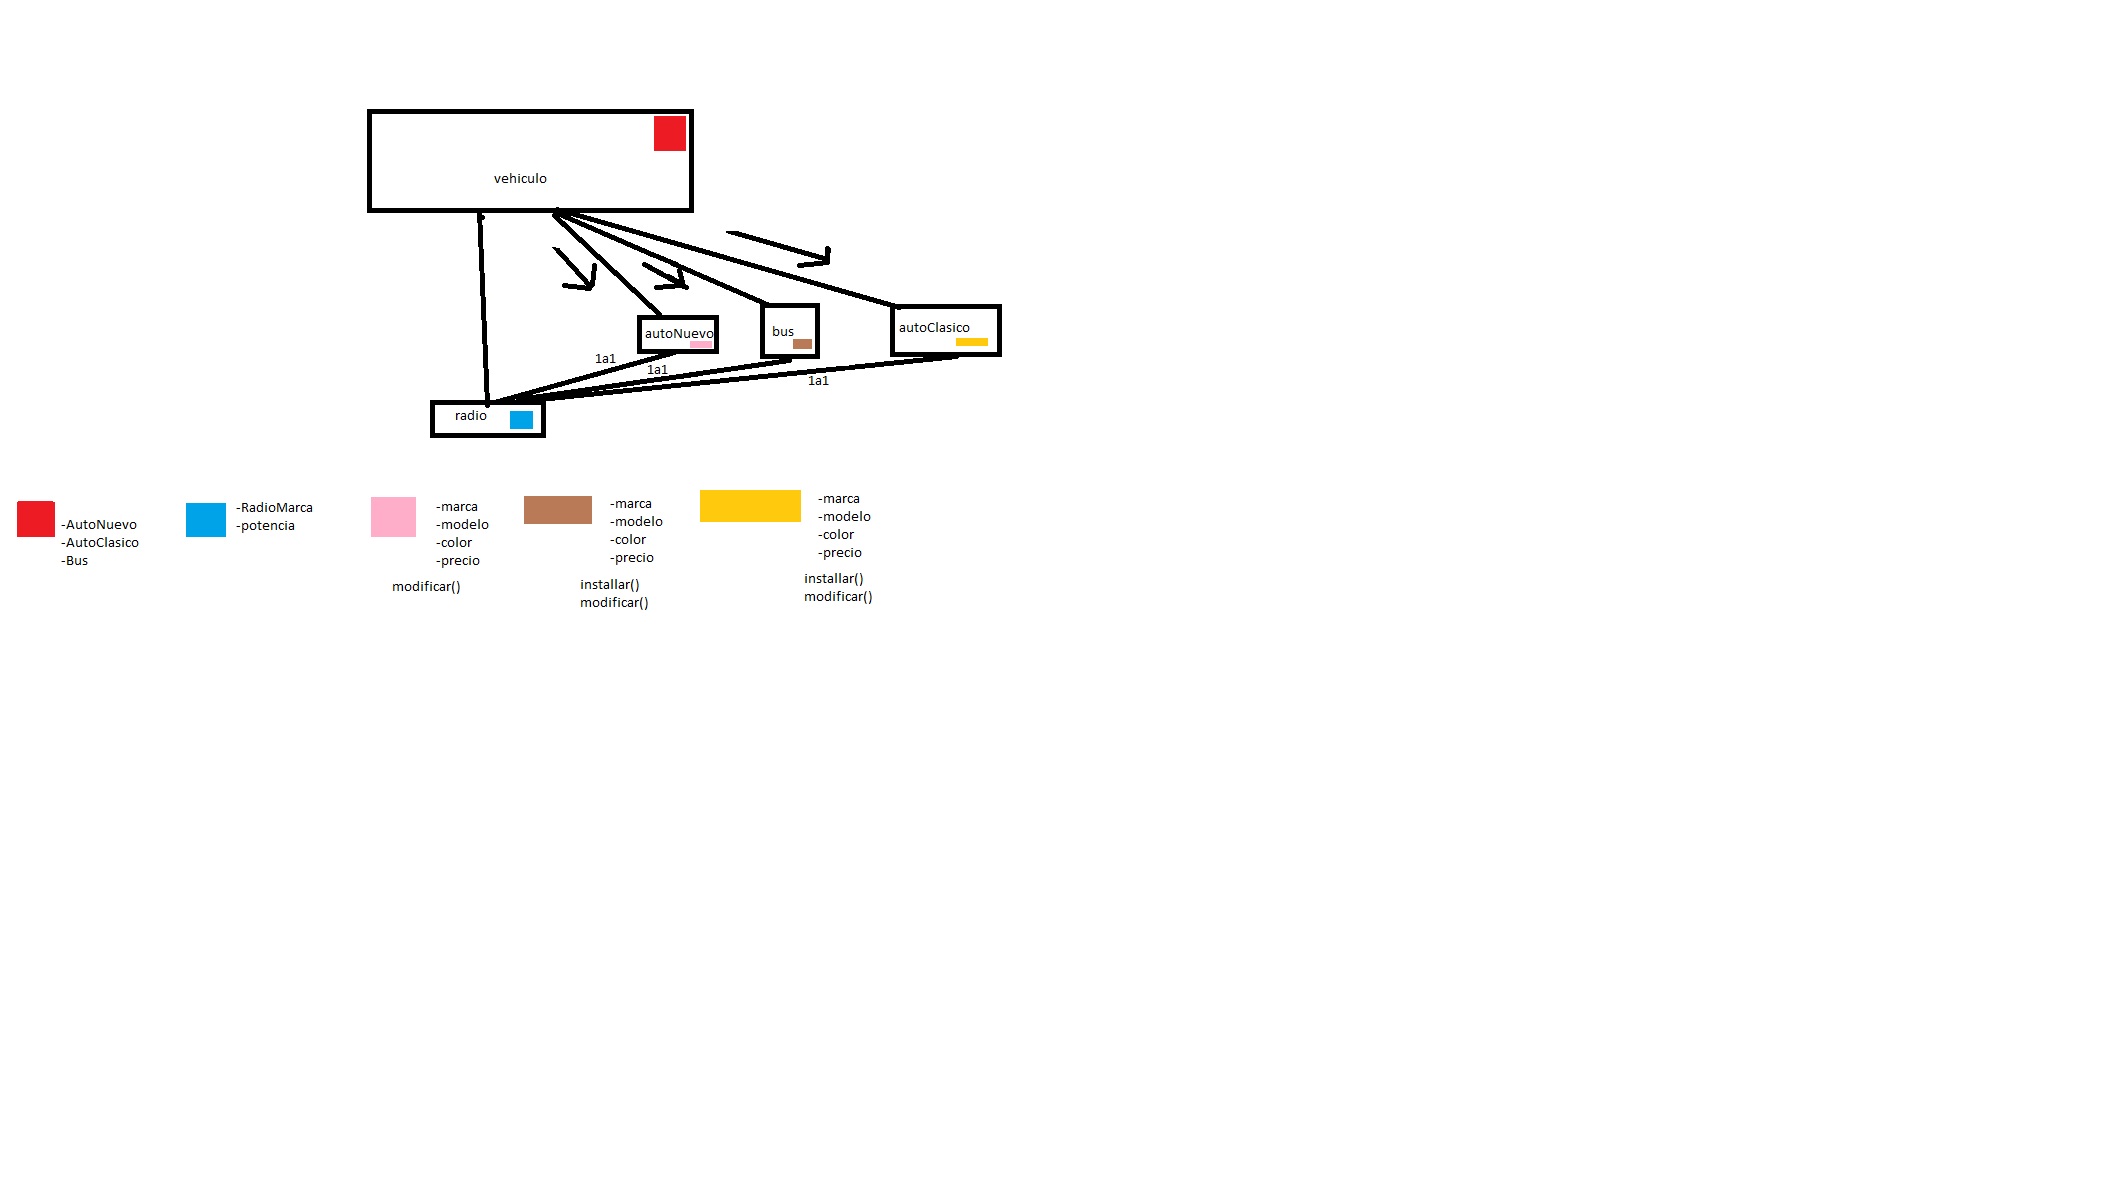 vehiculo
autoNuevo
bus
autoClasico
1a1
1a1
1a1
radio
-AutoNuevo
-AutoClasico
-Bus
-RadioMarca
-potencia
-marca
-modelo
-color
-precio
modificar()
-marca
-modelo
-color
-precio
installar()
modificar()
-marca
-modelo
-color
-precio
installar()
modificar()